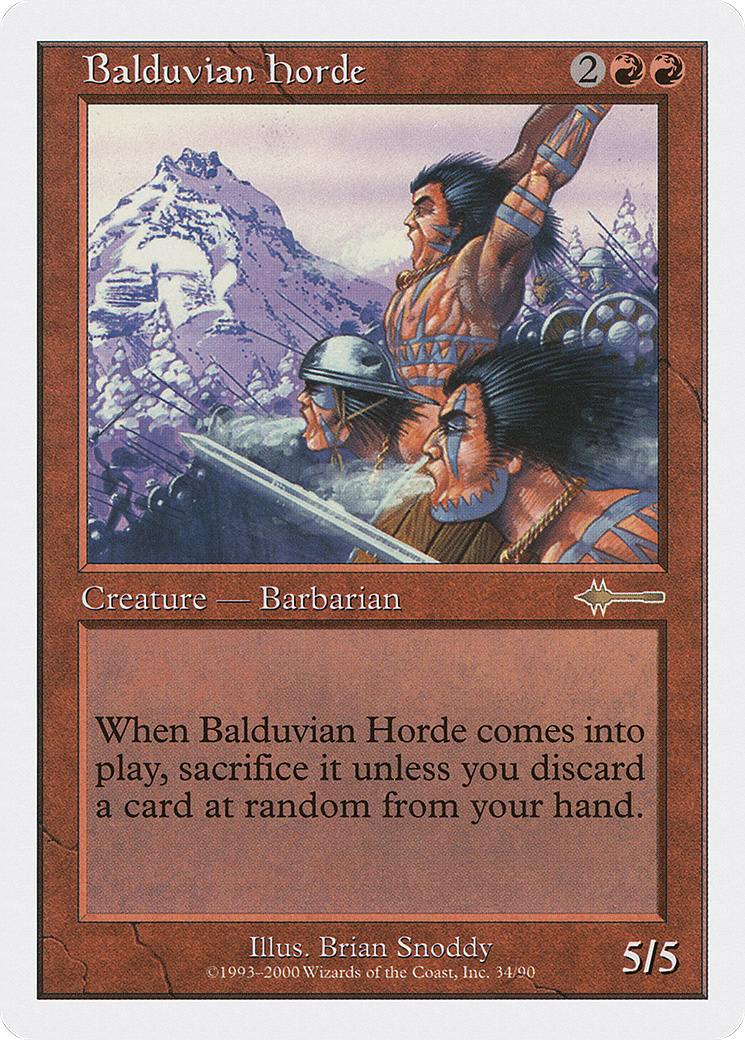 Balduvian Horde 2
Creature — Barbarian
When Balduvian Horde comes into
play, sacrifice it unless you discard
a card at random from your hand.
Illus. Brian Snoddy
©1993–2000 Wizards of the Coast, Inc. 34/90
5/5